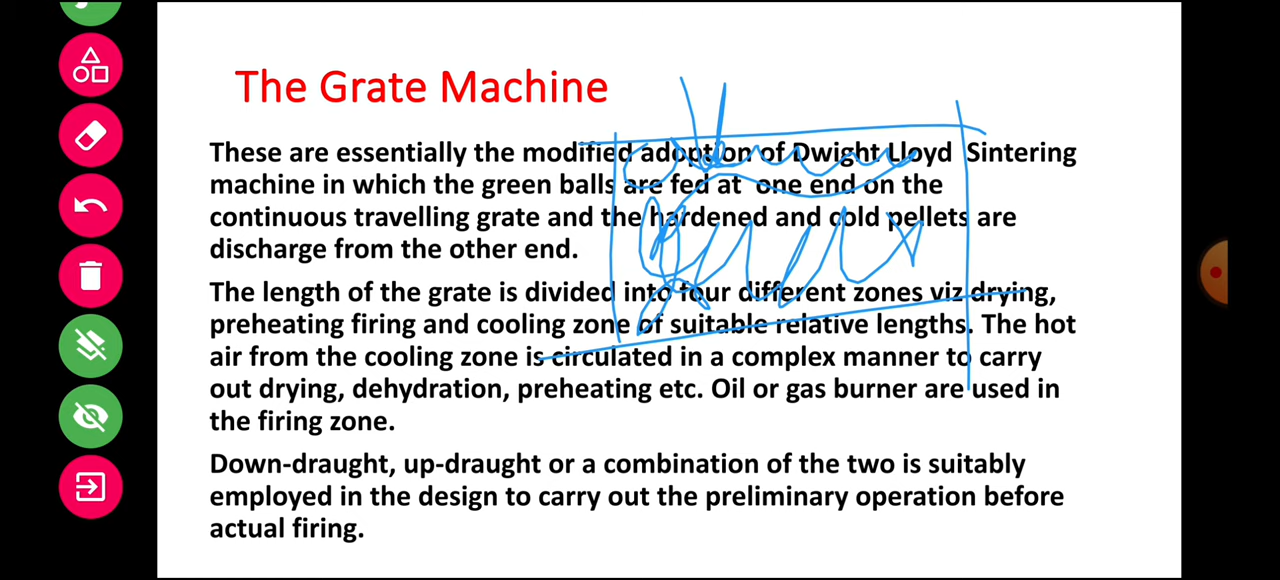 The Grate Machine
These are essentially the modified adoption of Dwight Lloyd Sintering
machine in which the green balls are fed at one end on the
continuous travelling grate and the hardened and cold pellets are
discharge from the other end.
The length of the grate is divided into four different zones viz drying,
preheating firing and cooling zone of suitable relative lengths. The hot
air from the cooling zone is circulated in a complex manner to carry
out drying, dehydration, preheating etc. Oil or gas burner are used in
the firing zone.
Down-draught, up-draught or a combination of the two is suitably
employed in the design to carry out the preliminary operation before
actual firing.